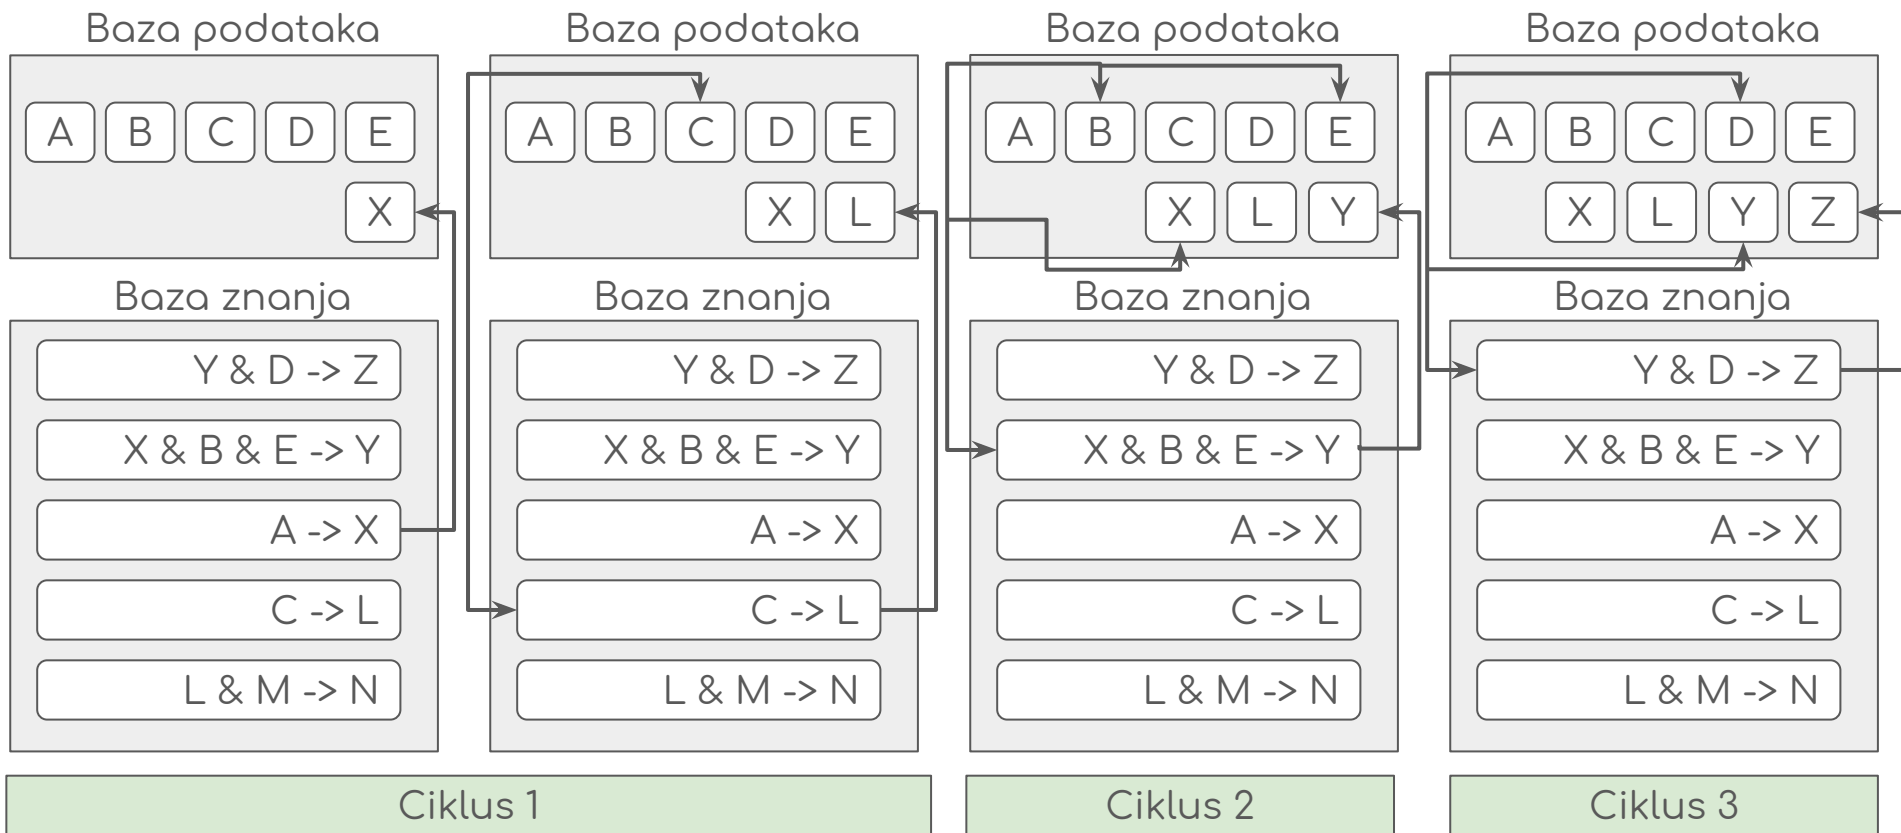 Baza podataka
A B C D E
X
Baza znanja
Y & D -> Z
X & B & E -> Y
A -> X
C -> L
L & M -> N
Baza podataka
A B C D E
X L
Baza znanja
Y & D -> Z
X & B & E -> Y
A -> X
C -> L
L & M -> N
Ciklus 1
Baza podataka
A B C D E
X L Y
Baza znanja
Y & D -> Z
X & B & E -> Y
A -> X
C -> L
L & M -> N
Ciklus 2
Baza podataka
A B C D E
X L Y Z
Baza znanja
Y & D -> Z
X & B & E -> Y
A -> X
C -> L
L & M -> N
Ciklus 3